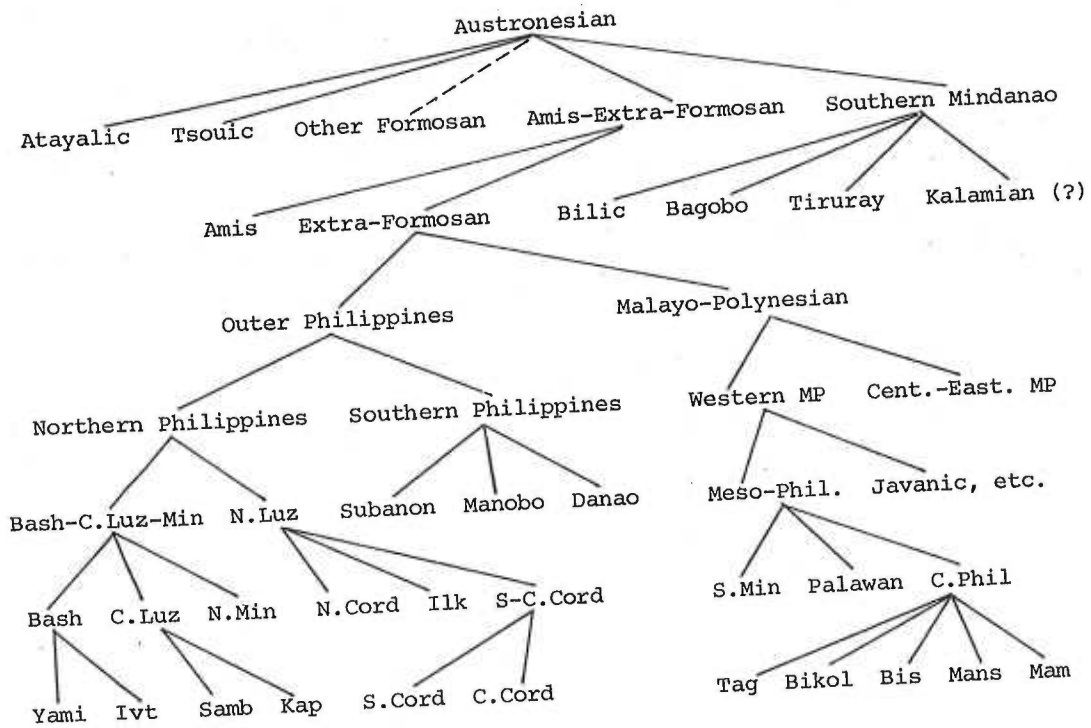 Austronesian
Atayalic Tsouic Other Formosan Amis-Extra-Formosan Southern Mindanao
Amis Extra-Formosan Bilic Bagobo Tiruray Kalamian (?)
Outer Philippines Malayo-Polynesian
Northern Philippines Southern Philippines Western MP Cent.-East. MP
Bash-C.Luz-Min N.Luz Subanon Manobo Danao Meso-Phil. Javanic, etc.
Bash C.Luz N.Min N.Cord Ilk S-C.Cord S.Min Palawan C.Phil
Yami Ivt Samb Kap S.Cord C.Cord Tag Bikol Bis Mans Mam